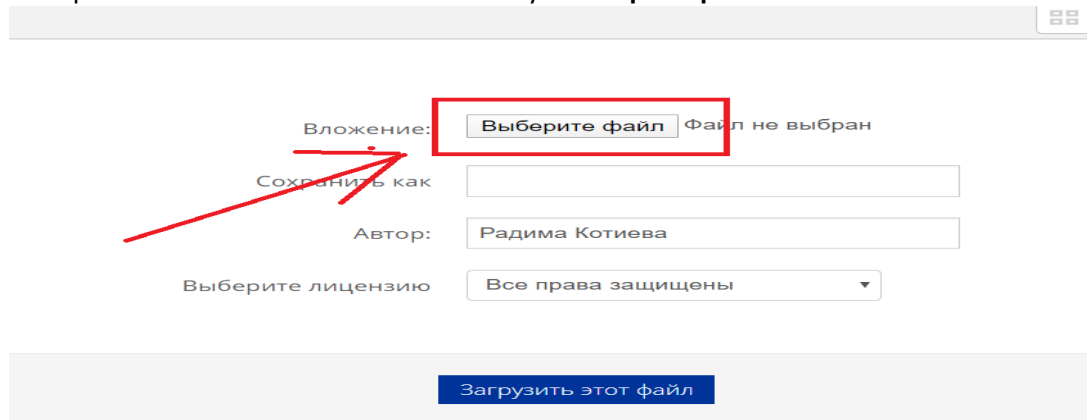 Вложение: Выберите файл Файл не выбран
Сохранить как
Автор: Радима Котиева
Выберите лицензию Все права защищены
Загрузить этот файл